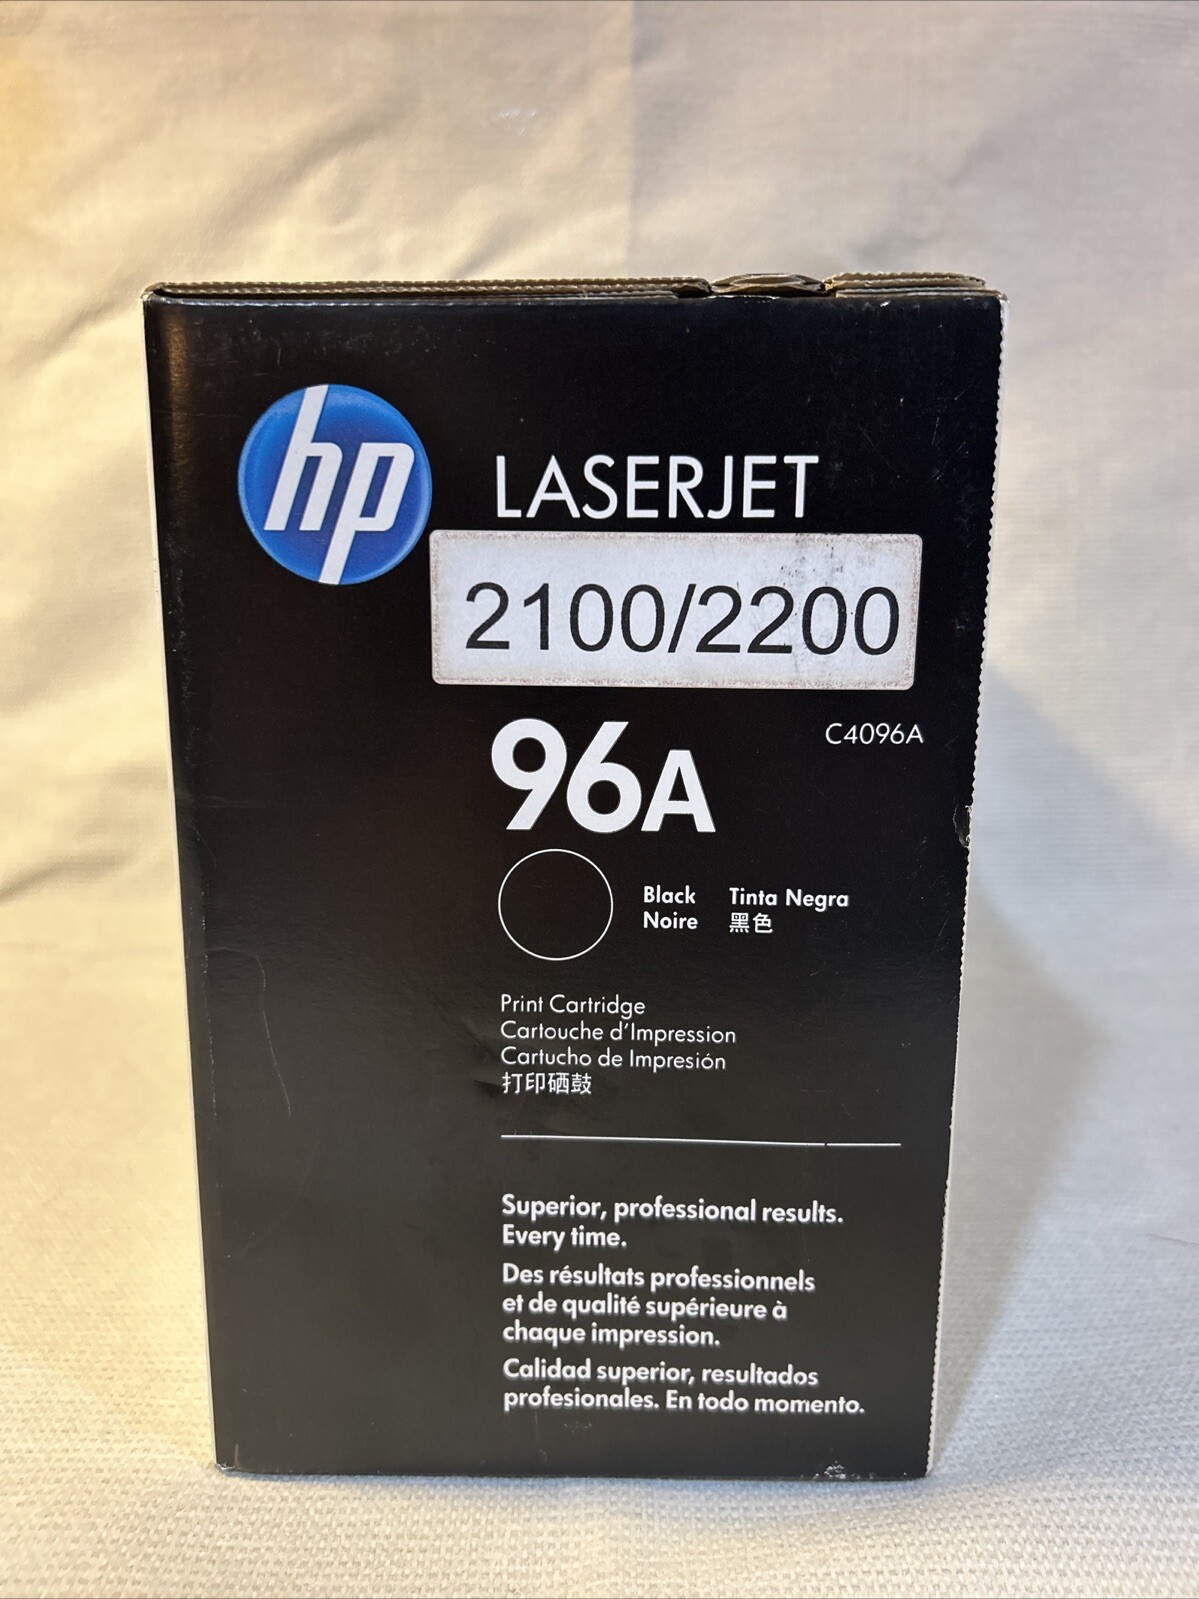 hp
LASERJET
2100/2200
C4096A
96A
Black Tinta Negra
Noire 黑色
Print Cartridge
Cartouche d'Impression
Cartucho de Impresión
打印硒鼓
Superior, professional results.
Every time.
Des résultats professionnels
et de qualité supérieure à
chaque impression.
Calidad superior, resultados
profesionales. En todo momento.